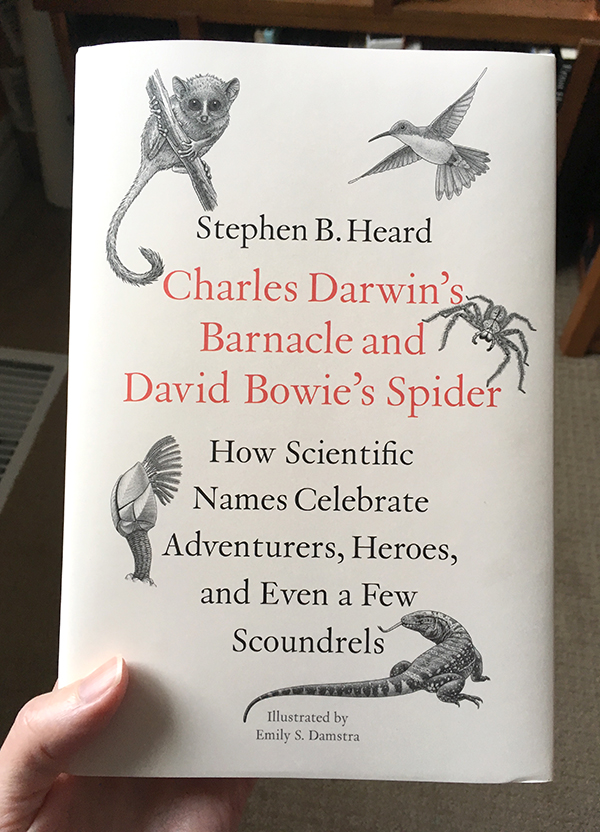 Stephen B. Heard
Charles Darwin's
Barnacle and
David Bowie's Spider
How Scientific
Names Celebrate
Adventurers, Heroes,
and Even a Few
Scoundrels
Illustrated by
Emily S. Damstra